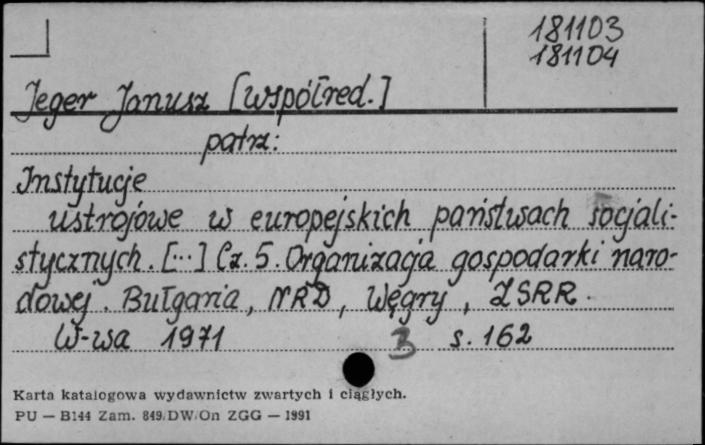 181103
181104
Jeger Janusz [współred.]
patrz:
Instytucje
ustrojowe w europejskich państwach socjali-
stycznych. [...] Cz. 5. Organizacja gospodarki naro-
dowej. Bułgaria, NRD, Węgry, ZSRR.
W-wa 1971 3 s. 162
Karta katalogowa wydawnictw zwartych i ciągłych.
PU — B144 Zam. 849/DW/On ZGG — 1991